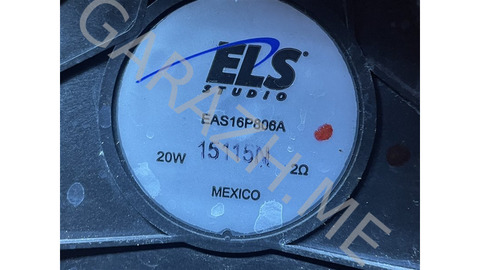 ELS
STUDIO
EAS16P806A
20W 15115N 2Ω
MEXICO
GARAZH.ME